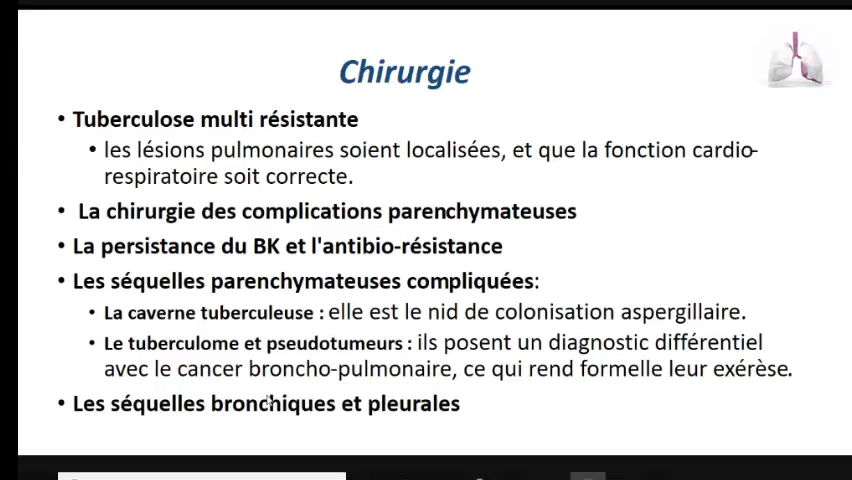 Chirurgie
• Tuberculose multi résistante
• les lésions pulmonaires soient localisées, et que la fonction cardio-
respiratoire soit correcte.
• La chirurgie des complications parenchymateuses
• La persistance du BK et l'antibio-résistance
• Les séquelles parenchymateuses compliquées:
• La caverne tuberculeuse : elle est le nid de colonisation aspergillaire.
• Le tuberculome et pseudotumeurs : ils posent un diagnostic différentiel
avec le cancer broncho-pulmonaire, ce qui rend formelle leur exérèse.
• Les séquelles bronchiques et pleurales